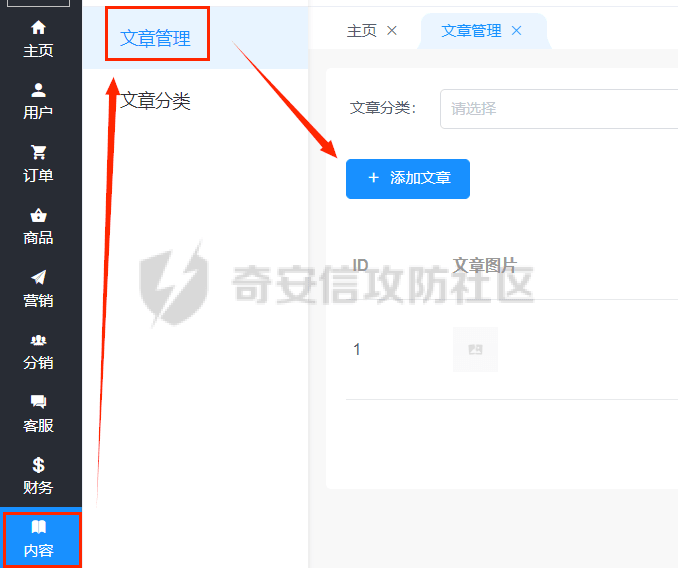 主页
用户
订单
商品
营销
分销
客服
财务
内容
文章管理
文章分类
主页 ×
文章管理 ×
文章分类: 请选择
+ 添加文章
ID 文章图片
1
奇安信攻防社区